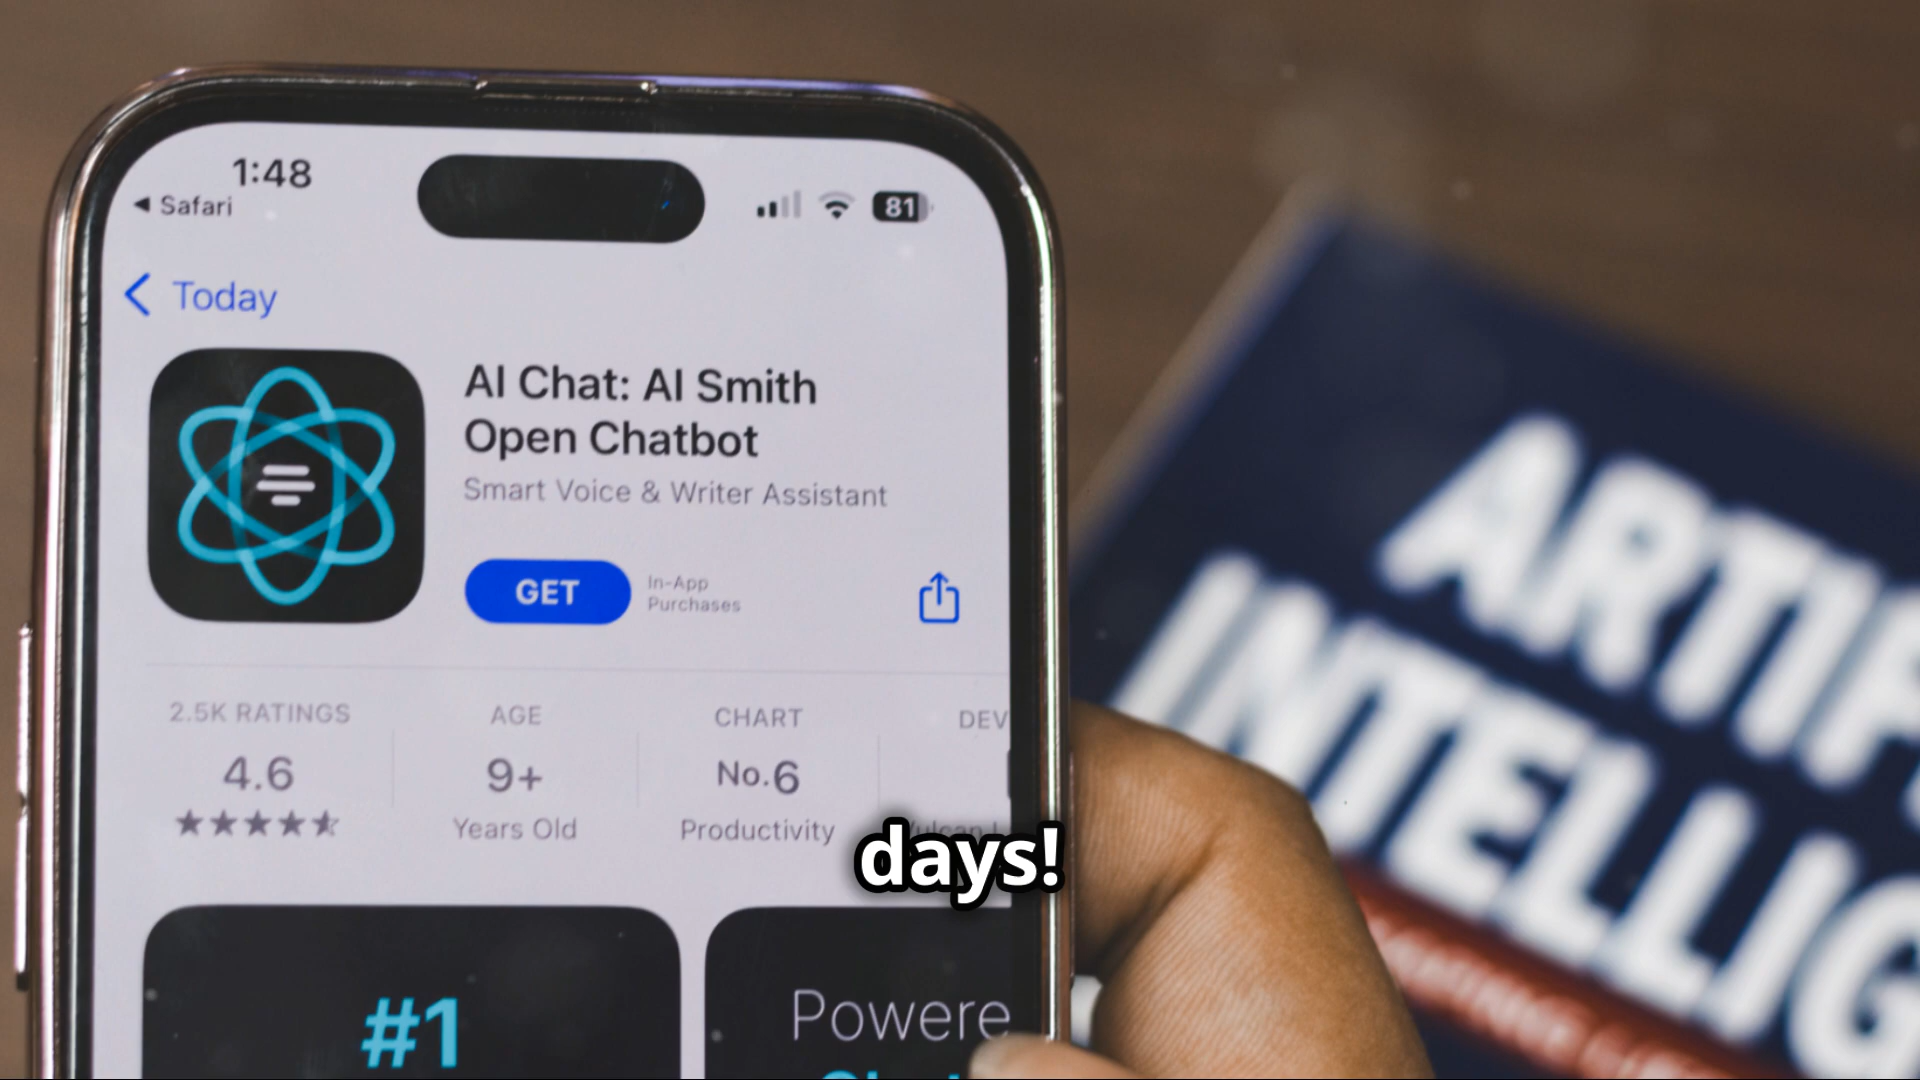 1:48
Safari
81
Today
AI Chat: AI Smith
Open Chatbot
Smart Voice & Writer Assistant
GET
In-App
Purchases
2.5K RATINGS
AGE
CHART
DEV
4.6
9+
No.6
Years Old
Productivity
days!
#1
Powere
ARTIF
INTELLIG